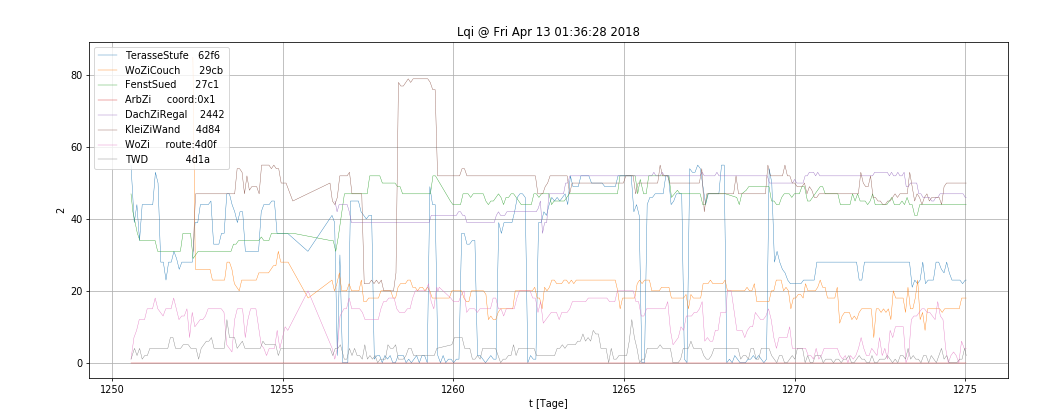 Lqi @ Fri Apr 13 01:36:28 2018
TerasseStufe 62f6
WoZiCouch 29cb
FenstSued 27c1
ArbZi coord:0x1
DachZiRegal 2442
KleiZiWand 4d84
WoZi route:4d0f
TWD 4d1a
80
60
40
20
0
2
1250 1255 1260 1265 1270 1275
t [Tage]